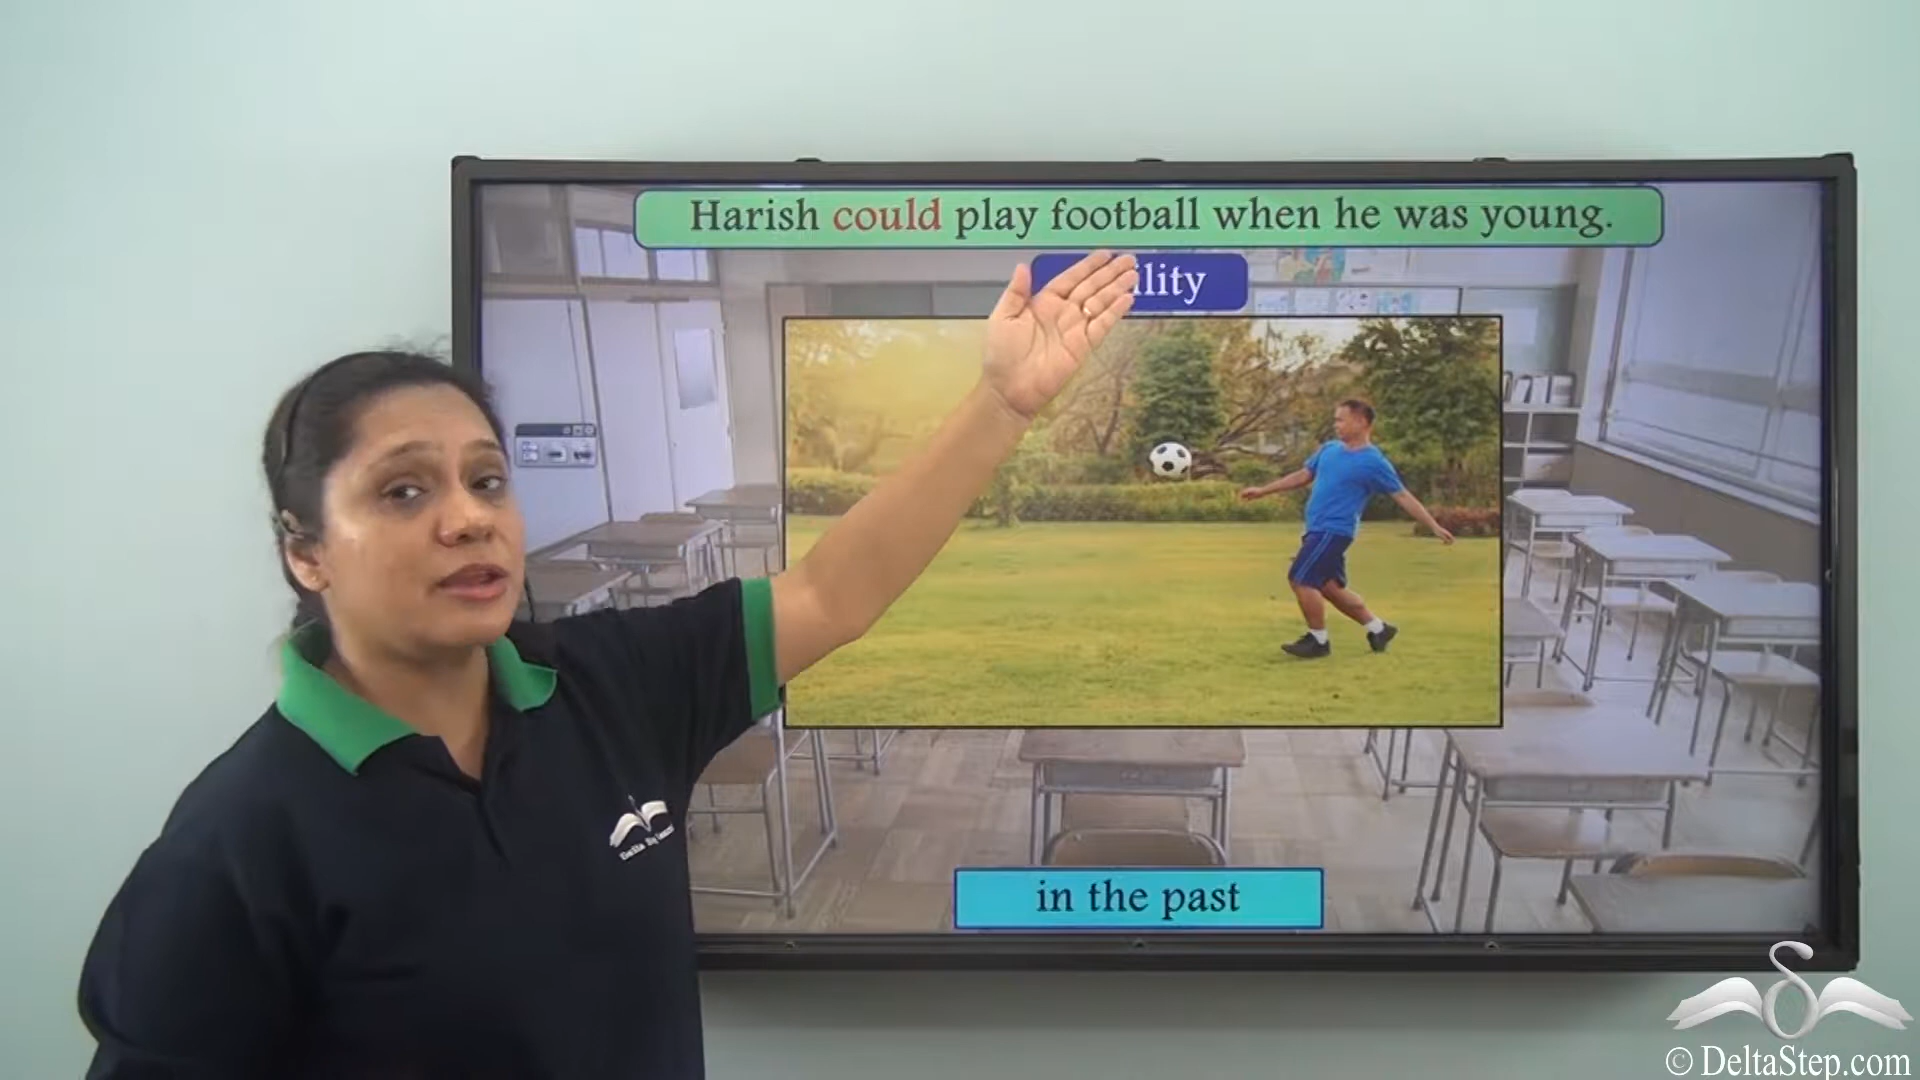 Harish could play football when he was young.
in the past
© DeltaStep.com